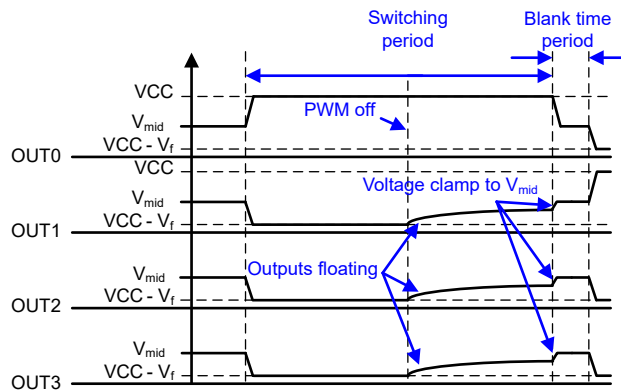 Switching
period
Blank time
period
VCC
PWM off
Vmid
VCC - Vf
OUT0
VCC
Voltage clamp to Vmid
Vmid
VCC - Vf
OUT1
Outputs floating
Vmid
VCC - Vf
OUT2
Vmid
VCC - Vf
OUT3